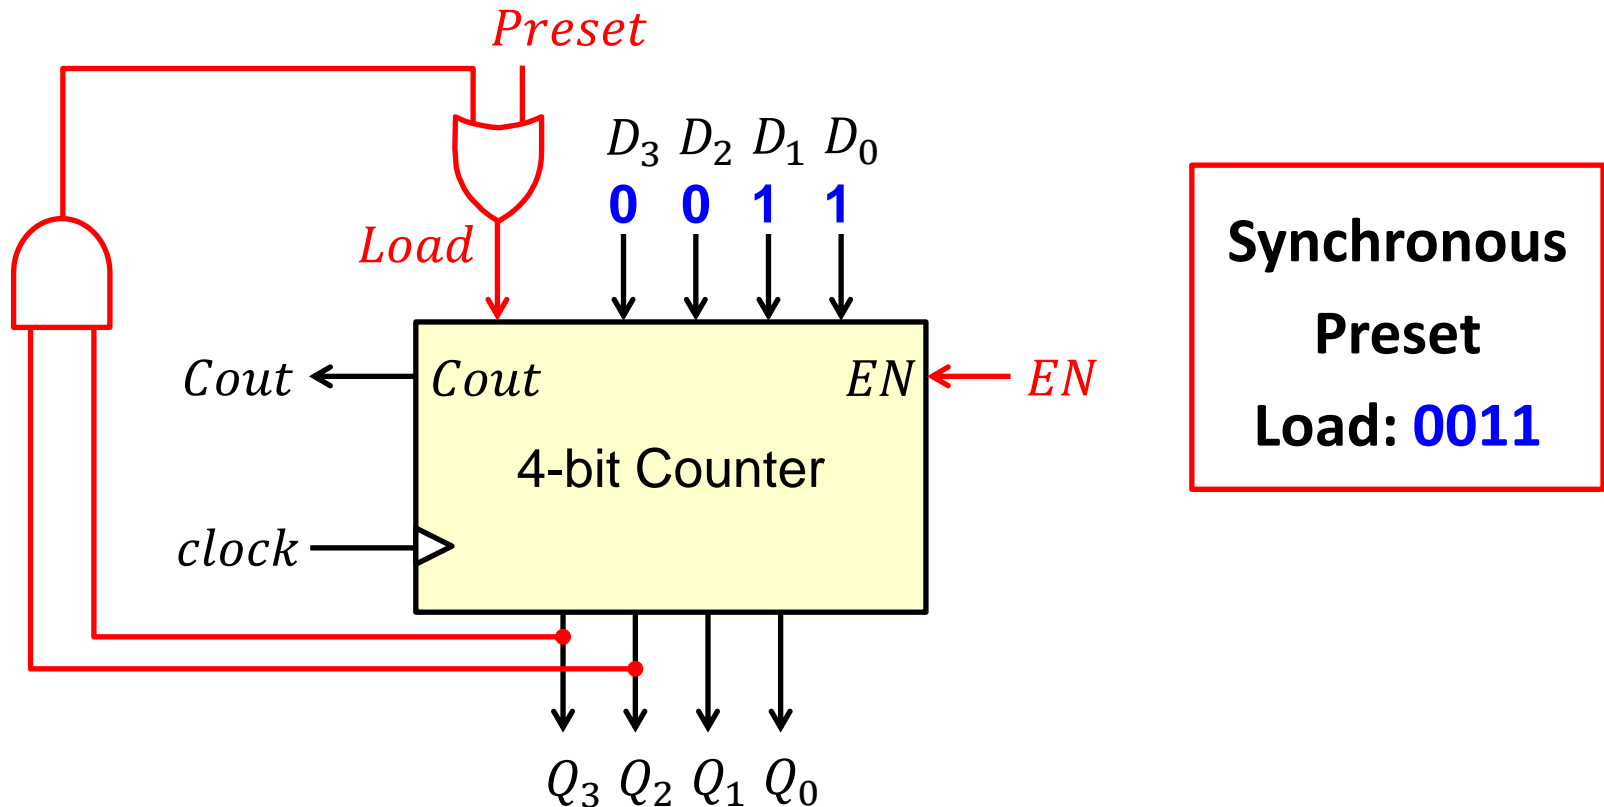 Preset
D3 D2 D1 D0
0 0 1 1
Load
Cout
Cout
EN
EN
4-bit Counter
clock
Q3 Q2 Q1 Q0
Synchronous
Preset
Load: 0011